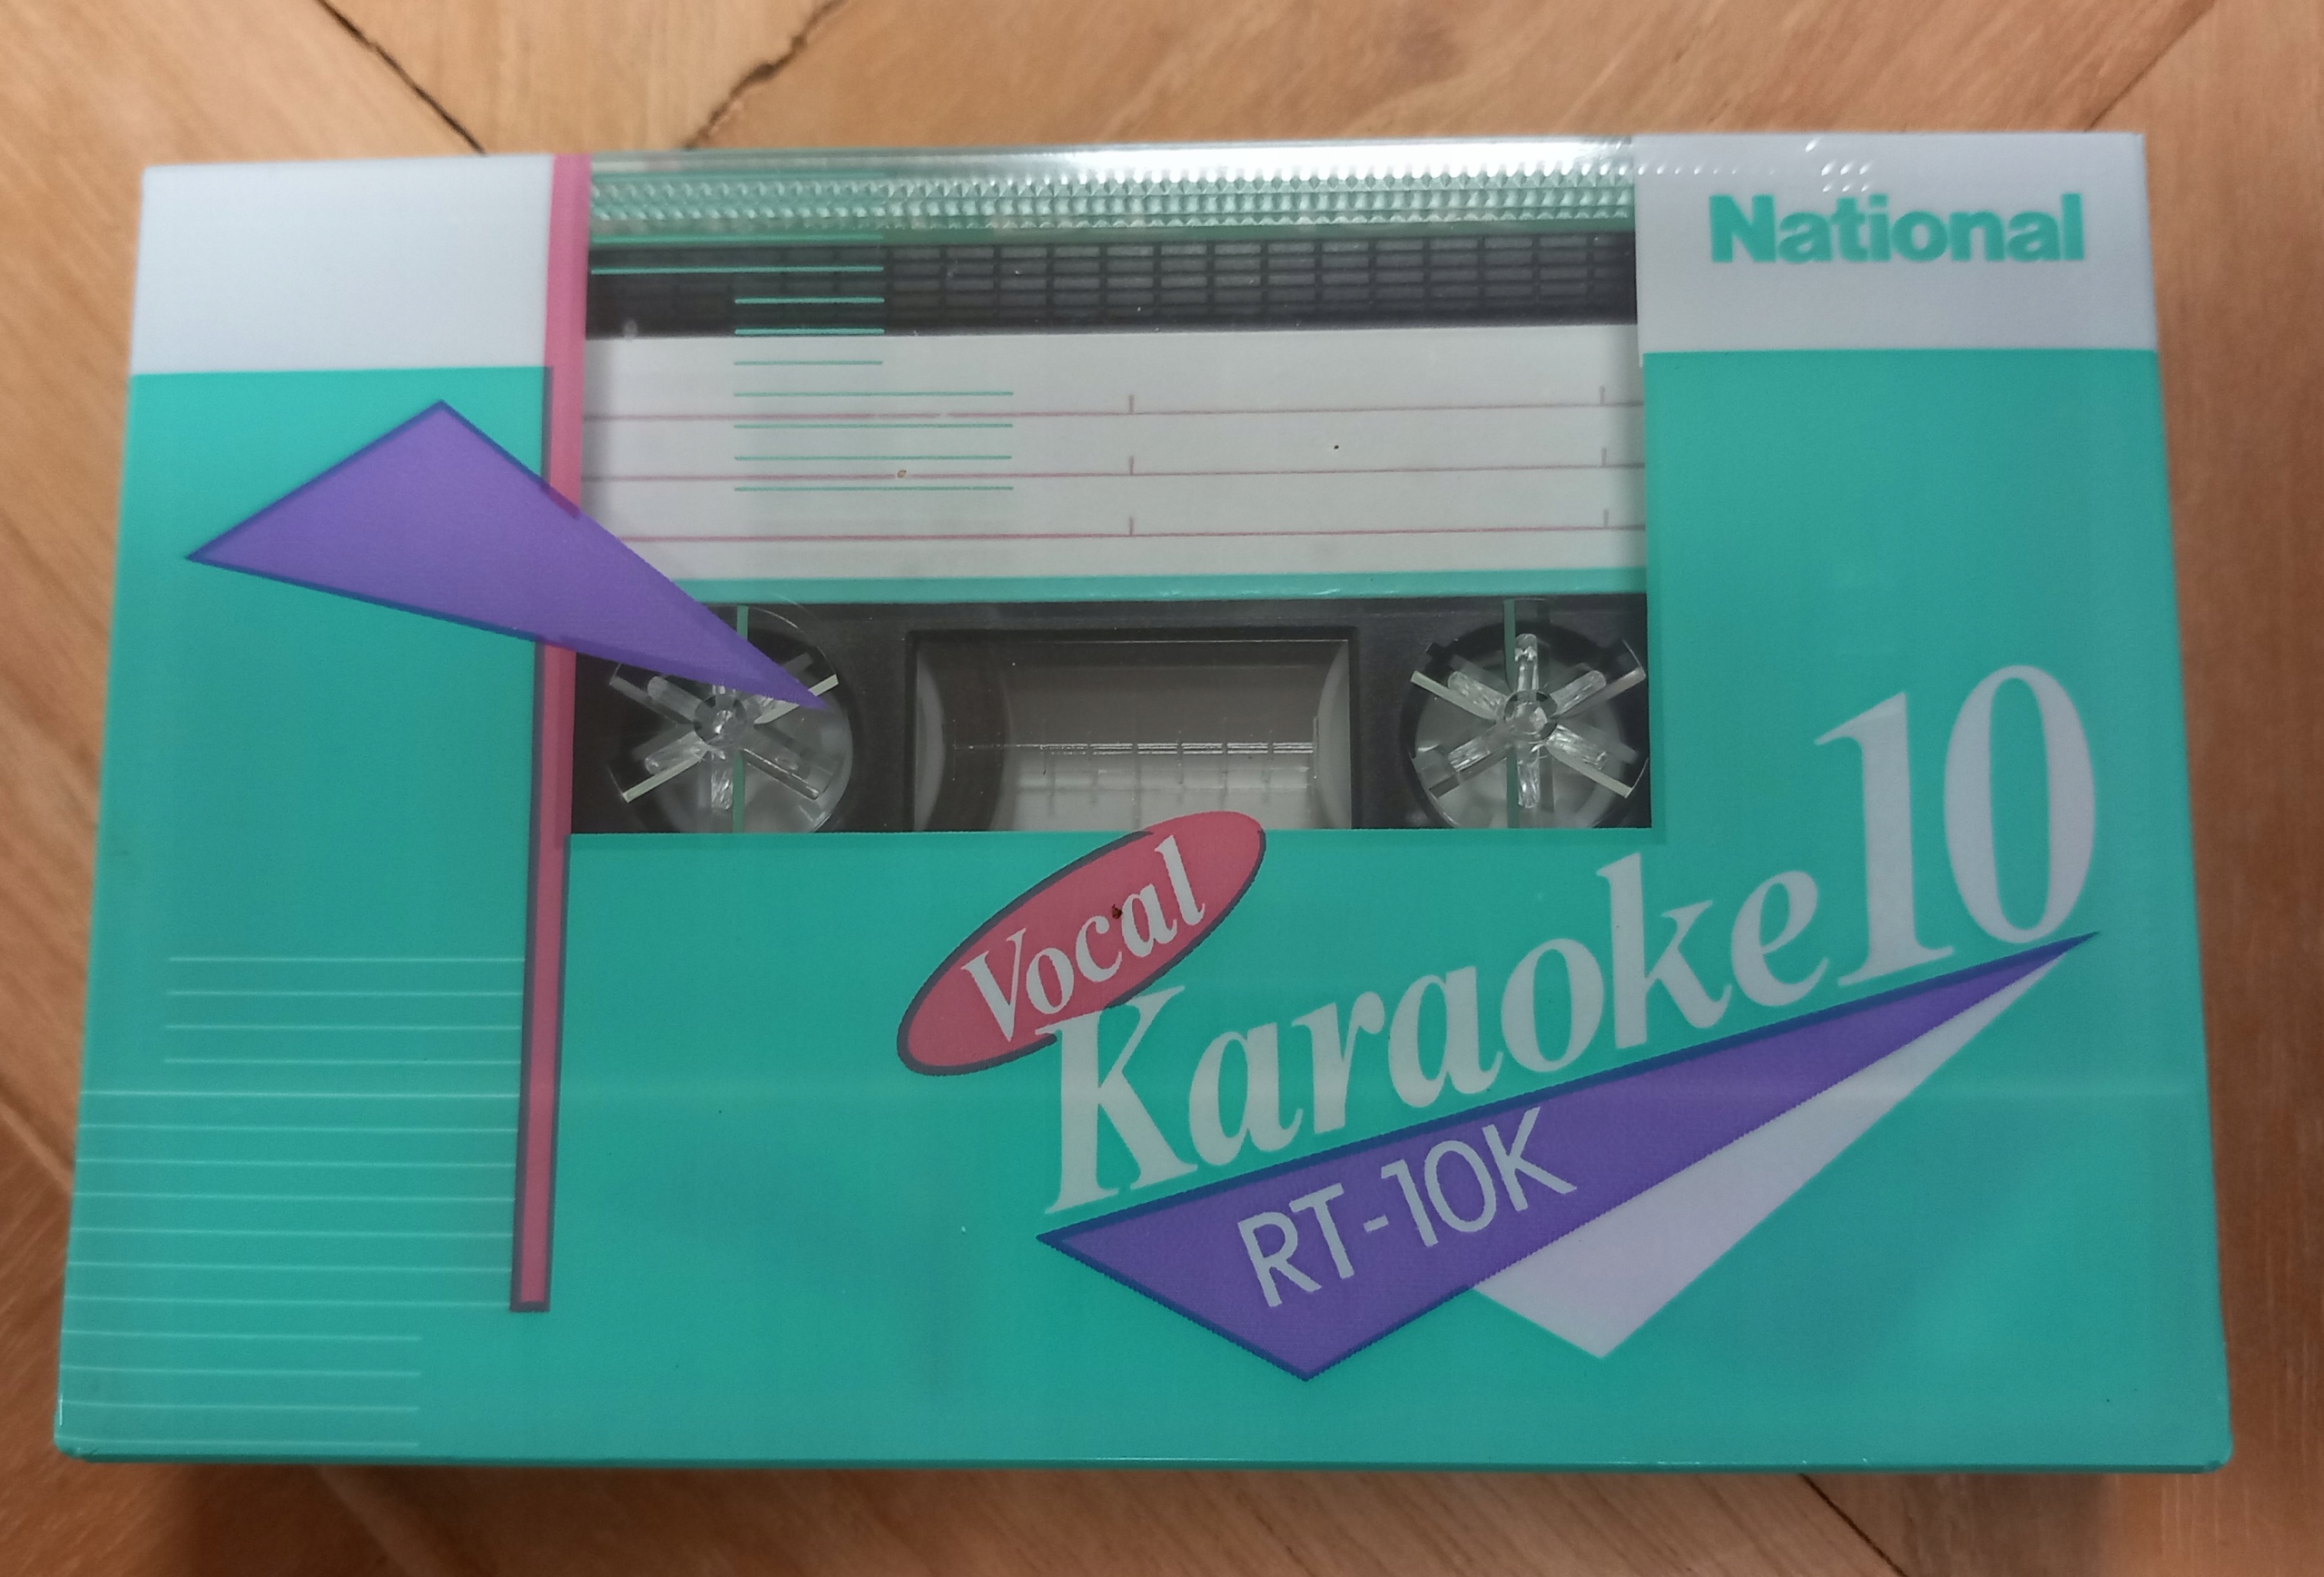 National
Vocal
Karaoke10
RT-10K